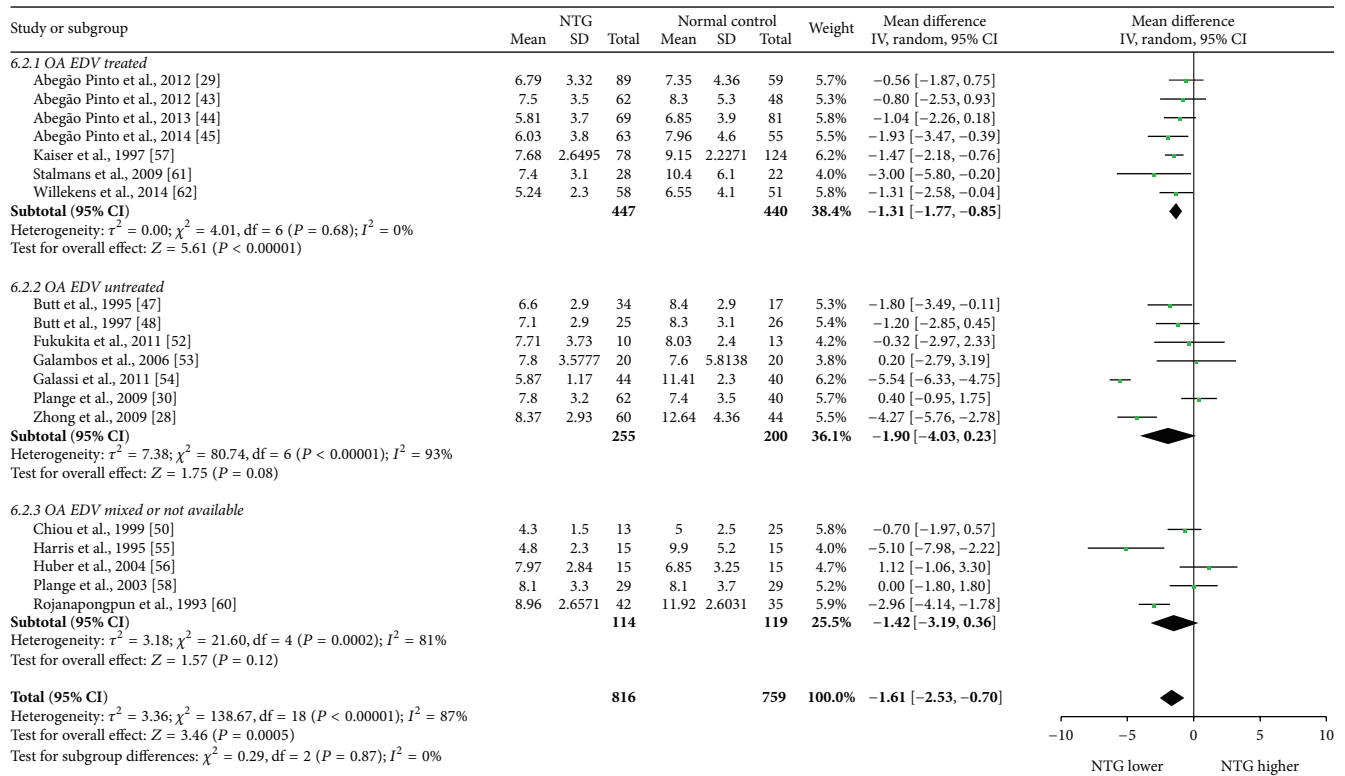 Study or subgroup NTG Normal control Weight Mean difference Mean difference
Mean SD Total Mean SD Total IV, random, 95% CI IV, random, 95% CI
6.2.1 OA EDV treated
Abegão Pinto et al., 2012 [29] 6.79 3.32 89 7.35 4.36 59 5.7% −0.56 [−1.87, 0.75]
Abegão Pinto et al., 2012 [43] 7.5 3.5 62 8.3 5.3 48 5.3% −0.80 [−2.53, 0.93]
Abegão Pinto et al., 2013 [44] 5.81 3.7 69 6.85 3.9 81 5.8% −1.04 [−2.26, 0.18]
Abegão Pinto et al., 2014 [45] 6.03 3.8 63 7.96 4.6 55 5.5% −1.93 [−3.47, −0.39]
Kaiser et al., 1997 [57] 7.68 2.6495 78 9.15 2.2271 124 6.2% −1.47 [−2.18, −0.76]
Stalmans et al., 2009 [61] 7.4 3.1 28 10.4 6.1 22 4.0% −3.00 [−5.80, −0.20]
Willekens et al., 2014 [62] 5.24 2.3 58 6.55 4.1 51 5.8% −1.31 [−2.58, −0.04]
Subtotal (95% CI) 447 440 38.4% −1.31 [−1.77, −0.85]
Heterogeneity: τ² = 0.00; χ² = 4.01, df = 6 (P = 0.68); I² = 0%
Test for overall effect: Z = 5.61 (P < 0.00001)
6.2.2 OA EDV untreated
Butt et al., 1995 [47] 6.6 2.9 34 8.4 2.9 17 5.3% −1.80 [−3.49, −0.11]
Butt et al., 1997 [48] 7.1 2.9 25 8.3 3.1 26 5.4% −1.20 [−2.85, 0.45]
Fukukita et al., 2011 [52] 7.71 3.73 10 8.03 2.4 13 4.2% −0.32 [−2.97, 2.33]
Galambos et al., 2006 [53] 7.8 3.5777 20 7.6 5.8138 20 3.8% 0.20 [−2.79, 3.19]
Galassi et al., 2011 [54] 5.87 1.17 44 11.41 2.3 40 6.2% −5.54 [−6.33, −4.75]
Plange et al., 2009 [30] 7.8 3.2 62 7.4 3.5 40 5.7% 0.40 [−0.95, 1.75]
Zhong et al., 2009 [28] 8.37 2.93 60 12.64 4.36 44 5.5% −4.27 [−5.76, −2.78]
Subtotal (95% CI) 255 200 36.1% −1.90 [−4.03, 0.23]
Heterogeneity: τ² = 7.38; χ² = 80.74, df = 6 (P < 0.00001); I² = 93%
Test for overall effect: Z = 1.75 (P = 0.08)
6.2.3 OA EDV mixed or not available
Chiou et al., 1999 [50] 4.3 1.5 13 5 2.5 25 5.8% −0.70 [−1.97, 0.57]
Harris et al., 1995 [55] 4.8 2.3 15 9.9 5.2 15 4.0% −5.10 [−7.98, −2.22]
Huber et al., 2004 [56] 7.97 2.84 15 6.85 3.25 15 4.7% 1.12 [−1.06, 3.30]
Plange et al., 2003 [58] 8.1 3.3 29 8.1 3.7 29 5.2% 0.00 [−1.80, 1.80]
Rojanapongpun et al., 1993 [60] 8.96 2.6571 42 11.92 2.6031 35 5.9% −2.96 [−4.14, −1.78]
Subtotal (95% CI) 114 119 25.5% −1.42 [−3.19, 0.36]
Heterogeneity: τ² = 3.18; χ² = 21.60, df = 4 (P = 0.0002); I² = 81%
Test for overall effect: Z = 1.57 (P = 0.12)
Total (95% CI) 816 759 100.0% −1.61 [−2.53, −0.70]
Heterogeneity: τ² = 3.36; χ² = 138.67, df = 18 (P < 0.00001); I² = 87%
Test for overall effect: Z = 3.46 (P = 0.0005)
Test for subgroup differences: χ² = 0.29, df = 2 (P = 0.87); I² = 0%
−10 −5 0 5 10
NTG lower NTG higher